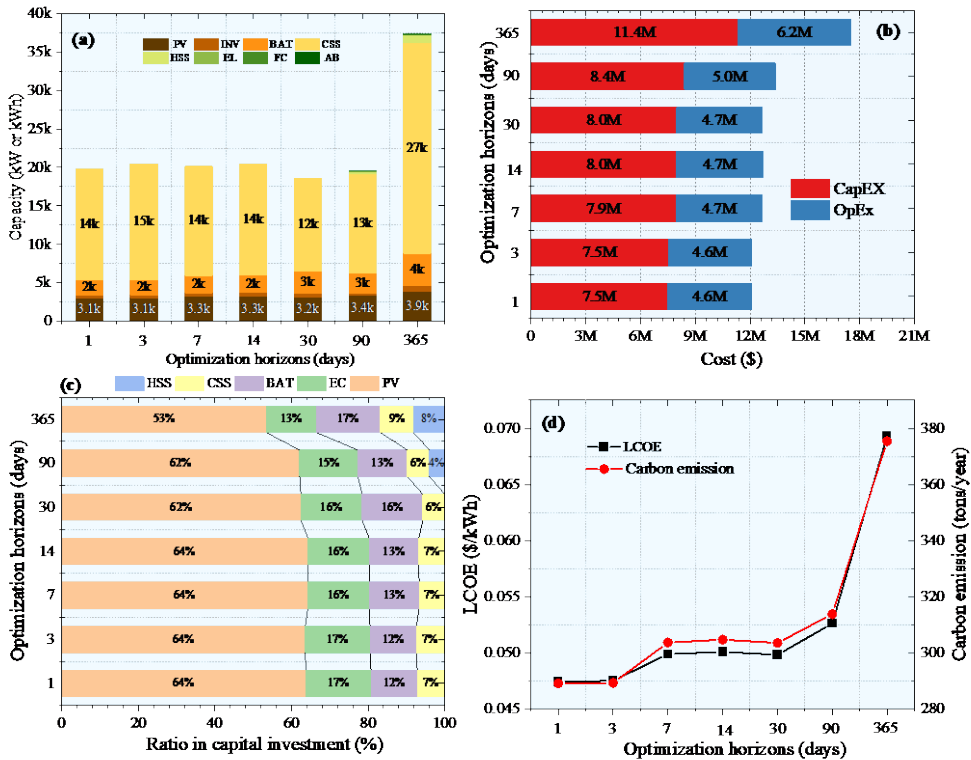 (a)
PV INV BAT CSS
HSS EL FC AB
Capacity (kW or kWh)
40k
35k
30k
25k
20k
15k
10k
5k
0
14k 15k 14k 14k 12k 13k 27k
2k 2k 2k 2k 3k 3k 4k
3.1k 3.1k 3.3k 3.3k 3.2k 3.4k 3.9k
1 3 7 14 30 90 365
Optimization horizons (days)
(b)
Optimization horizons (days)
365 11.4M 6.2M
90 8.4M 5.0M
30 8.0M 4.7M
14 8.0M 4.7M
7 7.9M 4.7M
3 7.5M 4.6M
1 7.5M 4.6M
CapEX
OpEx
0 3M 6M 9M 12M 15M 18M 21M
Cost ($)
(c)
HSS CSS BAT EC PV
Optimization horizons (days)
365 53% 13% 17% 9% 8%
90 62% 15% 13% 6% 4%
30 62% 16% 16% 6%
14 64% 16% 13% 7%
7 64% 16% 13% 7%
3 64% 17% 12% 7%
1 64% 17% 12% 7%
0 20 40 60 80 100
Ratio in capital investment (%)
(d)
LCOE
Carbon emission
LCOE ($/kWh)
0.070
0.065
0.060
0.055
0.050
0.045
Carbon emission (tons/year)
380
360
340
320
300
280
1 3 7 14 30 90 365
Optimization horizons (days)